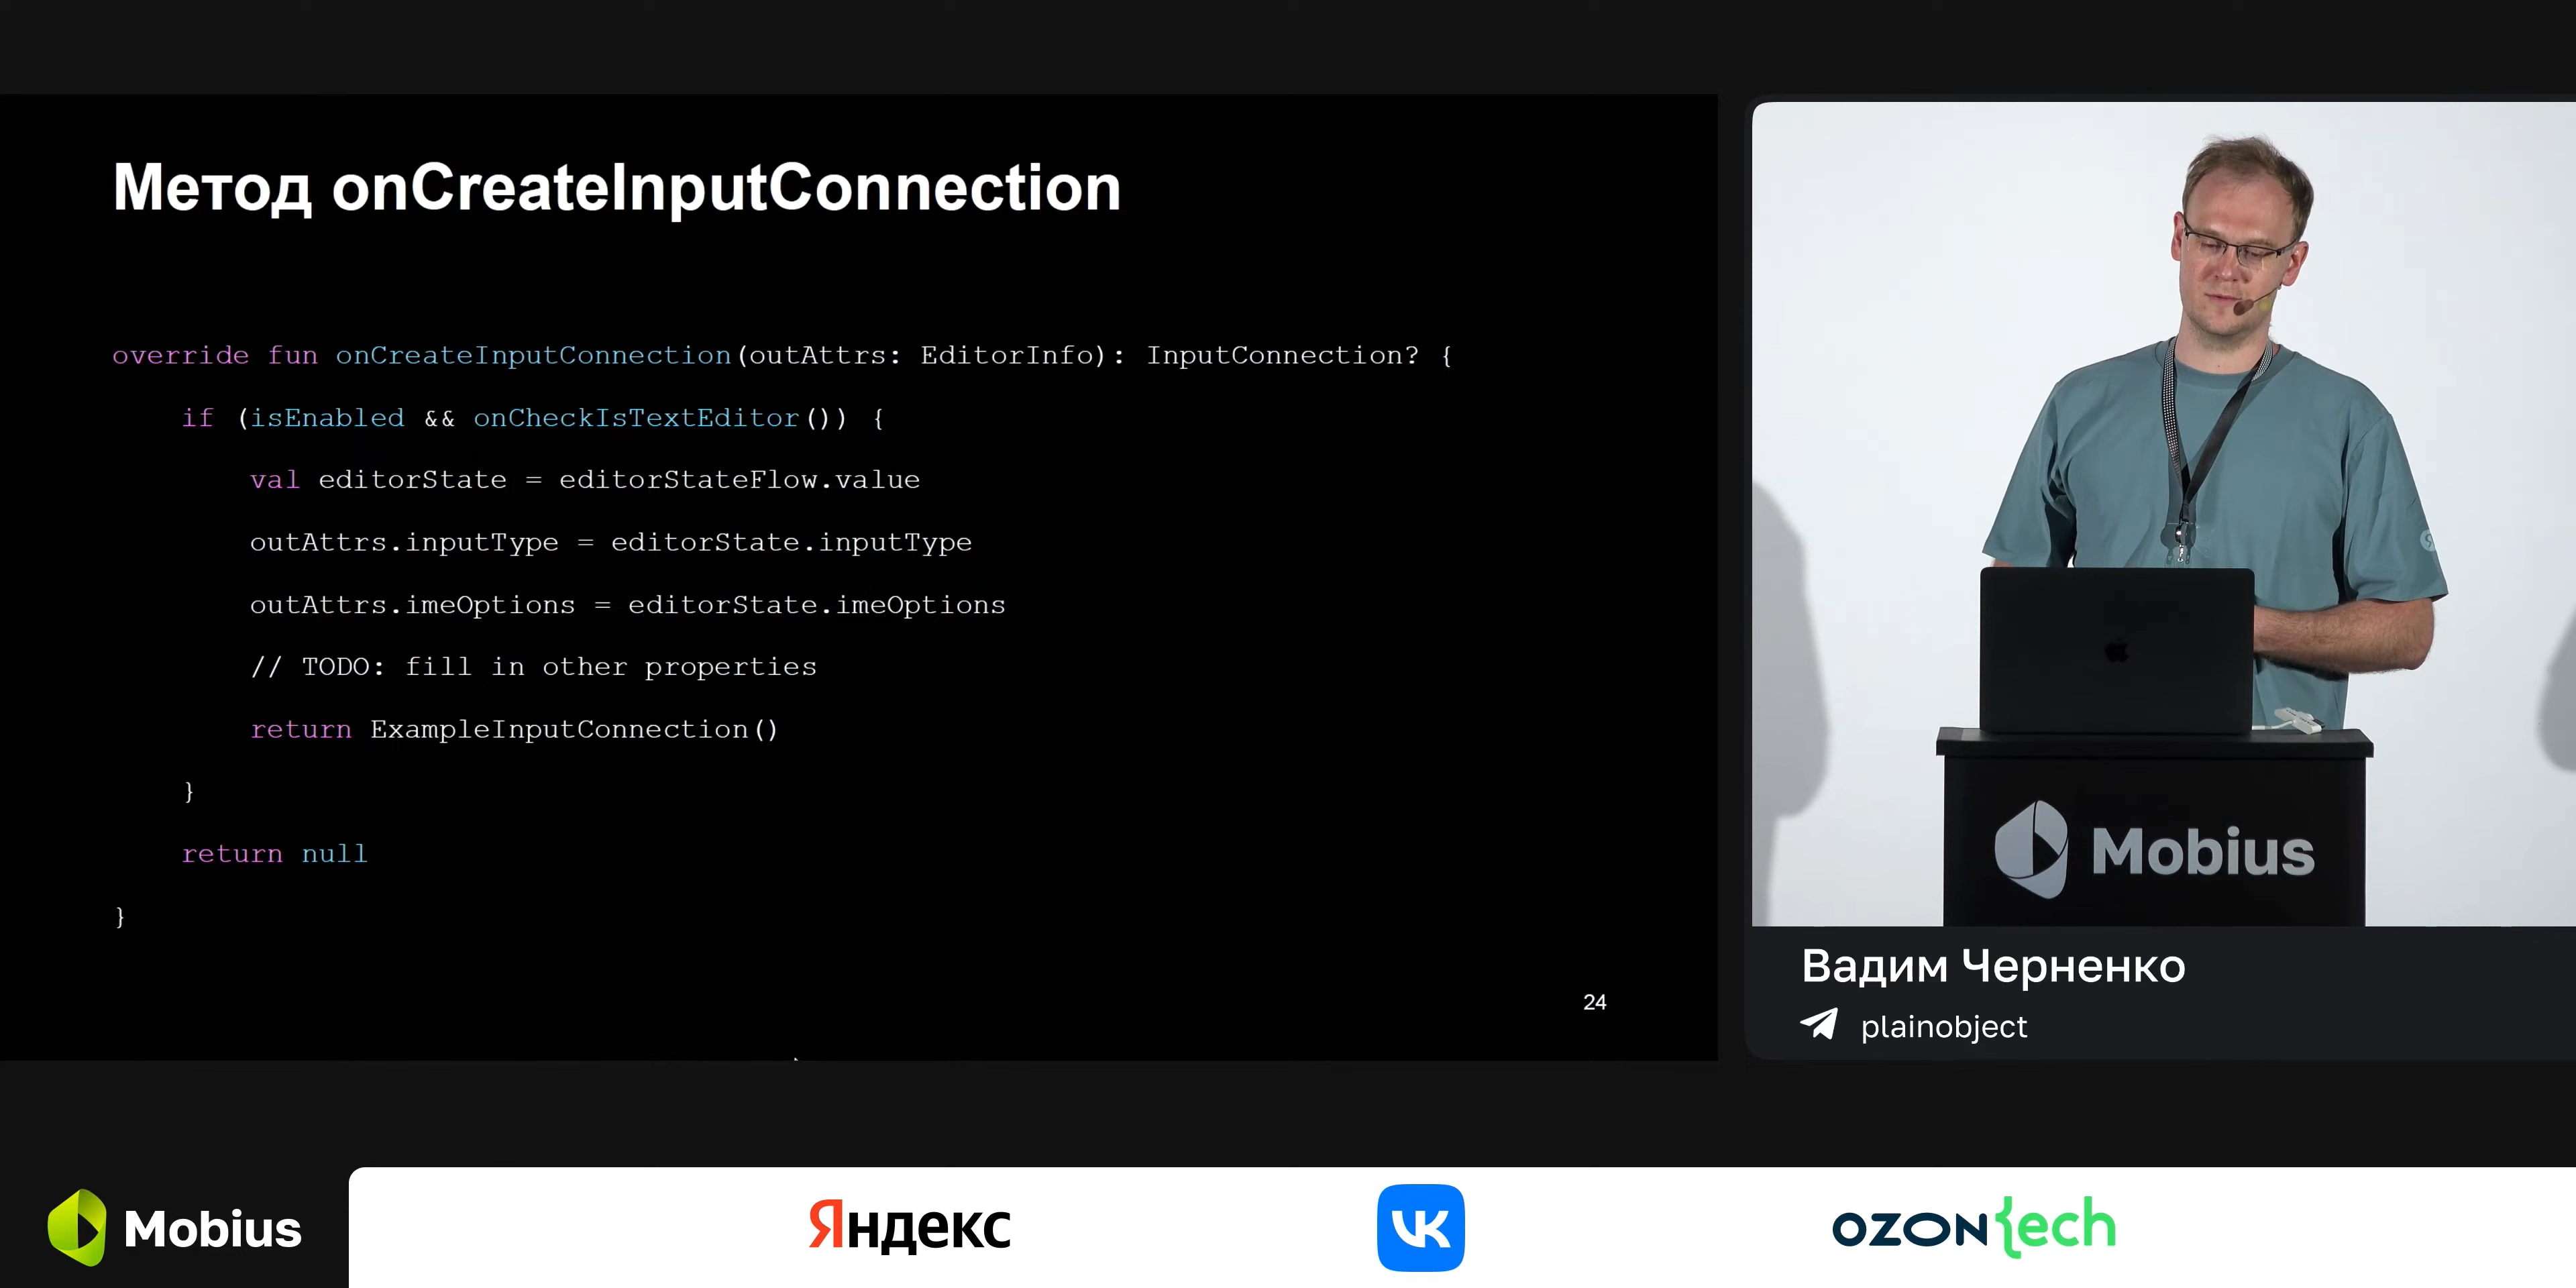 Метод onCreateInputConnection
override fun onCreateInputConnection(outAttrs: EditorInfo): InputConnection? {
if (isEnabled && onCheckIsTextEditor()) {
val editorState = editorStateFlow.value
outAttrs.inputType = editorState.inputType
outAttrs.imeOptions = editorState.imeOptions
// TODO: fill in other properties
return ExampleInputConnection()
}
return null
}
24
Mobius
Вадим Черненко
plainobject
Mobius
Яндекс
VK
OZON{ech